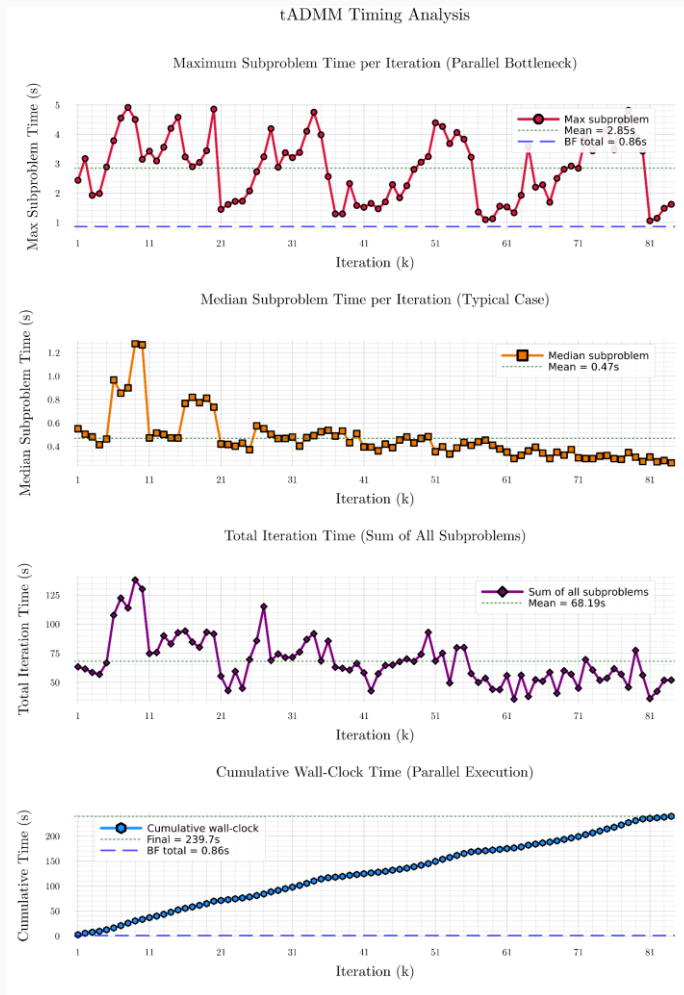 tADMM Timing Analysis
Maximum Subproblem Time per Iteration (Parallel Bottleneck)
Max Subproblem Time (s)
5
4
3
2
1
Max subproblem
Mean = 2.85s
BF total = 0.86s
1 11 21 31 41 51 61 71 81
Iteration (k)
Median Subproblem Time per Iteration (Typical Case)
Median Subproblem Time (s)
1.2
1.0
0.8
0.6
0.4
Median subproblem
Mean = 0.47s
1 11 21 31 41 51 61 71 81
Iteration (k)
Total Iteration Time (Sum of All Subproblems)
Total Iteration Time (s)
125
100
75
50
Sum of all subproblems
Mean = 68.19s
1 11 21 31 41 51 61 71 81
Iteration (k)
Cumulative Wall-Clock Time (Parallel Execution)
Cumulative Time (s)
200
150
100
50
0
Cumulative wall-clock
Final = 239.7s
BF total = 0.86s
1 11 21 31 41 51 61 71 81
Iteration (k)